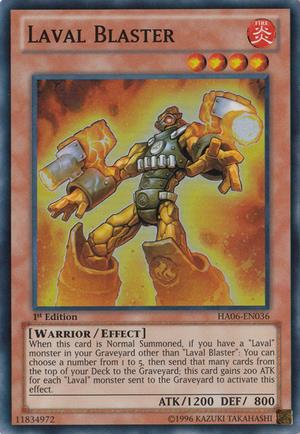 LAVAL BLASTER
FIRE
炎
1st Edition
HA06-EN036
[WARRIOR / EFFECT]
When this card is Normal Summoned, if you have a "Laval"
monster in your Graveyard other than "Laval Blaster": You can
choose a number from 1 to 5, then send that many cards from
the top of your Deck to the Graveyard; this card gains 200 ATK
for each "Laval" monster sent to the Graveyard to activate this
effect.
ATK/1200 DEF/ 800
11834972
©1996 KAZUKI TAKAHASHI